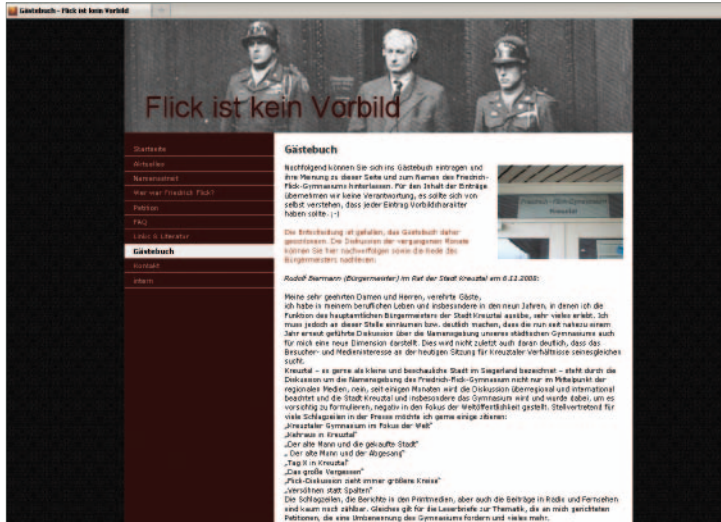 Gästebuch - Flick ist kein Vorbild
Flick ist kein Vorbild
Startseite
Aktuelles
Namensstreit
Wer war Friedrich Flick?
Petition
FAQ
Links & Literatur
Gästebuch
Kontakt
intern
Gästebuch
Nachfolgend können Sie sich ins Gästebuch eintragen und
ihre Meinung zu dieser Seite und zum Namen des Friedrich-
Flick-Gymnasiums hinterlassen. Für den Inhalt der Einträge
übernehmen wir keine Verantwortung, es sollte sich von
selbst verstehen, dass jeder Eintrag Vorbildcharakter
haben sollte. ;-)
Friedrich-Flick-Gymnasium
Kreuztal
Die Entscheidung ist gefallen, das Gästebuch daher
geschlossen. Die Diskussion der vergangenen Monate
können Sie hier nachverfolgen sowie die Rede des
Bürgermeisters nachlesen:
Rudolf Biermann (Bürgermeister) im Rat der Stadt Kreuztal am 6.11.2008:
Meine sehr geehrten Damen und Herren, verehrte Gäste,
ich habe in meinem beruflichen Leben und insbesondere in den neun Jahren, in denen ich die
Funktion des hauptamtlichen Bürgermeisters der Stadt Kreuztal ausübe, sehr vieles erlebt. Ich
muss jedoch an dieser Stelle einräumen bzw. deutlich machen, dass die nun seit nahezu einem
Jahr erneut geführte Diskussion über die Namensgebung unseres städtischen Gymnasiums auch
für mich eine neue Dimension darstellt. Dies wird nicht zuletzt auch daran deutlich, dass das
Besucher- und Medieninteresse an der heutigen Sitzung für Kreuztaler Verhältnisse seinesgleichen
sucht.
Kreuztal – es gerne als kleine und beschauliche Stadt im Siegerland bezeichnet – steht durch die
Diskussion um die Namensgebung des Friedrich-Flick-Gymnasium nicht nur im Mittelpunkt der
regionalen Medien, nein, seit einigen Monaten wird die Diskussion überregional und international
beachtet und die Stadt Kreuztal und insbesondere das Gymnasium wird und wurde dabei, um es
vorsichtig zu formulieren, negativ in den Fokus der Weltöffentlichkeit gestellt. Stellvertretend für
viele Schlagzeilen in der Presse möchte ich gerne einige zitieren:
„Kreuztaler Gymnasium im Fokus der Welt"
„Kehraus in Kreuztal"
„Der alte Mann und die gekaufte Stadt"
„ Der alte Mann und der Abgesang"
„Tag X in Kreuztal"
„Das große Vergessen"
„Flick-Diskussion zieht immer größere Kreise"
„Versöhnen statt Spalten"
Die Schlagzeilen, die Berichte in den Printmedien, aber auch die Beiträge in Radio und Fernsehen
sind kaum noch zählbar. Gleiches gilt für die Leserbriefe zur Thematik, die an mich gerichteten
Petitionen, die eine Umbenennung des Gymnasiums fordern und vieles mehr.